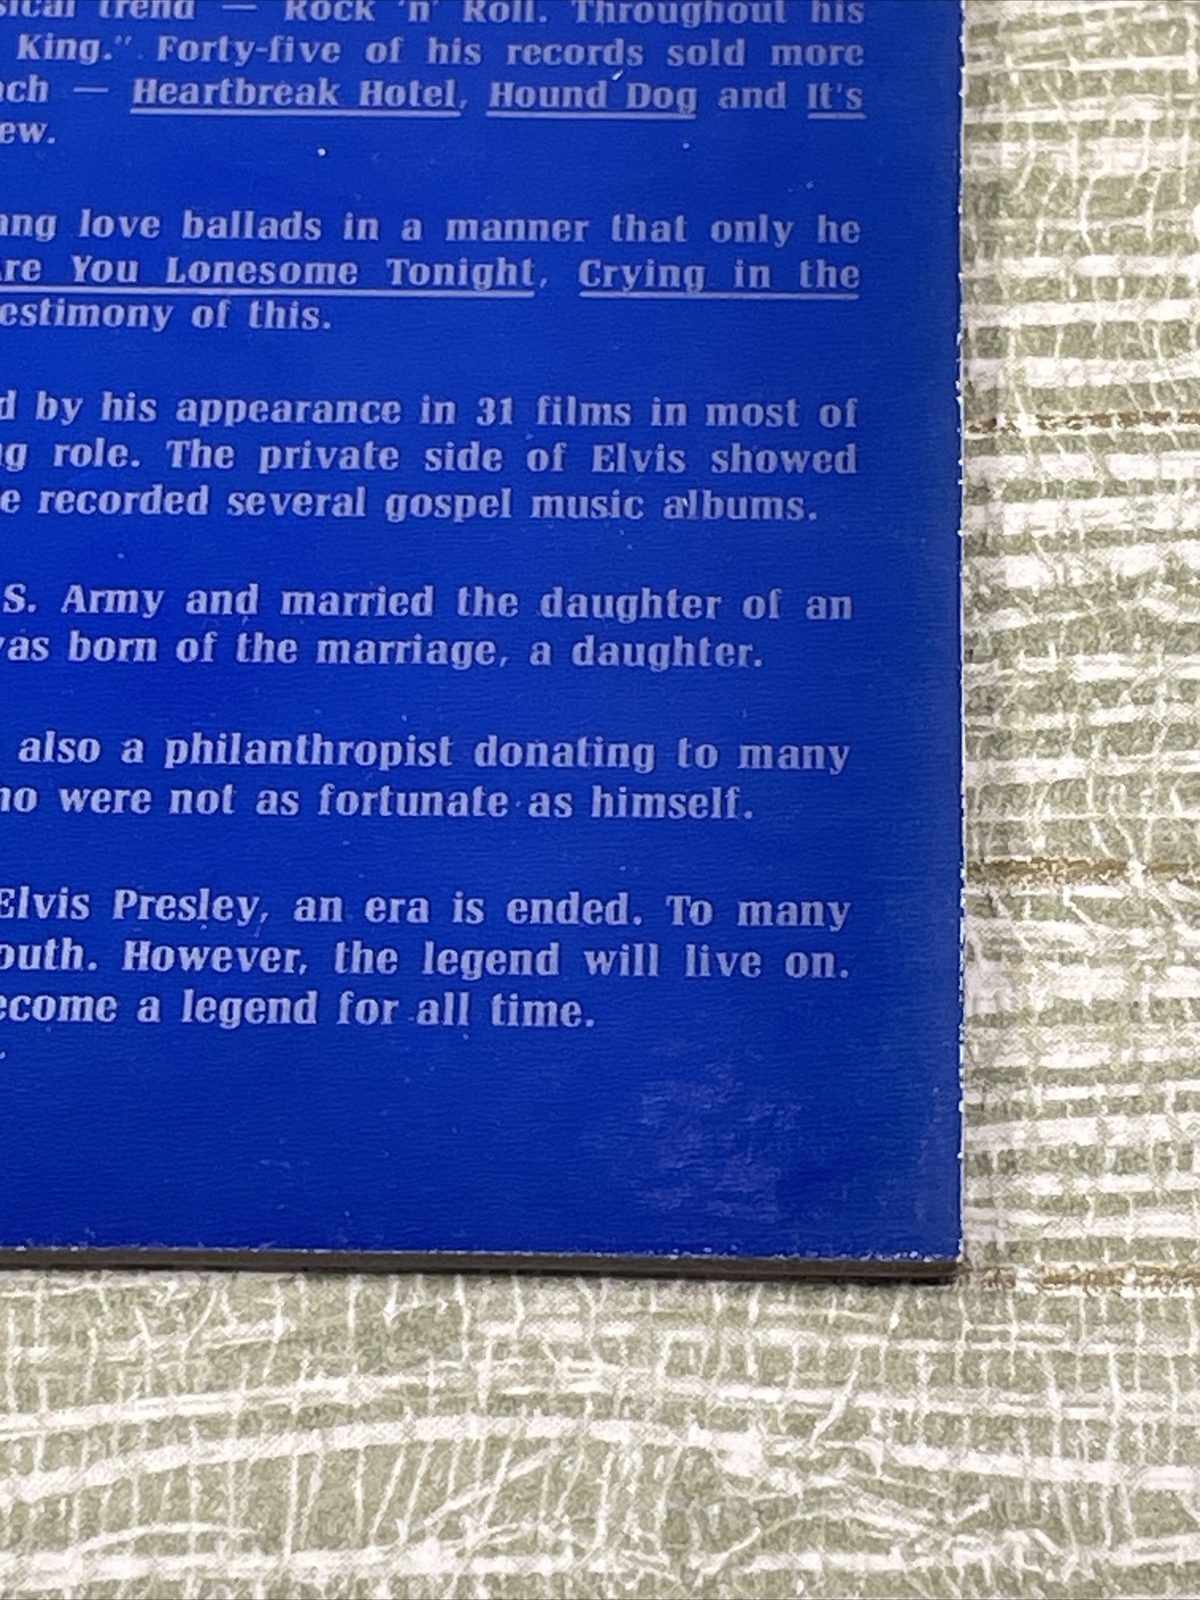 trend — Rock 'n' Roll. Throughout his
King." Forty-five of his records sold more
— Heartbreak Hotel, Hound Dog and It's
love ballads in a manner that only he
You Lonesome Tonight, Crying in the
of this.
by his appearance in 31 films in most of
role. The private side of Elvis showed
recorded several gospel music albums.
S. Army and married the daughter of an
born of the marriage, a daughter.
also a philanthropist donating to many
were not as fortunate as himself.
Elvis Presley, an era is ended. To many
However, the legend will live on.
a legend for all time.